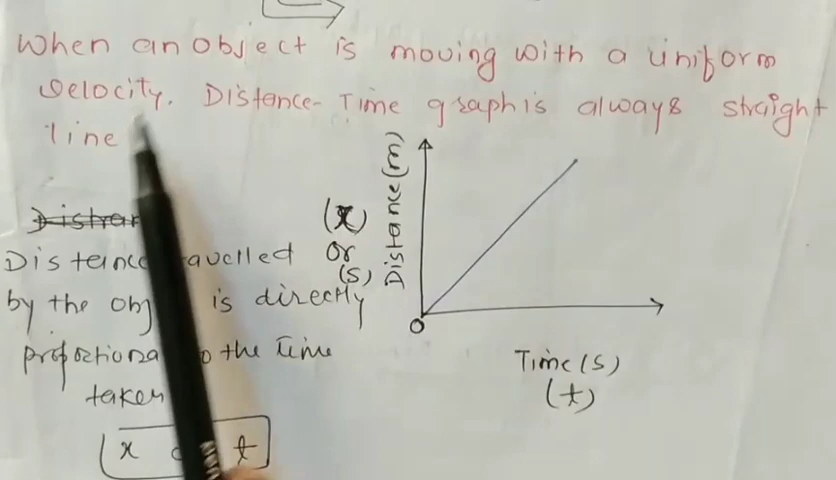 When an object is moving with a uniform
velocity. Distance-Time graph is always straight
line
(x)
or
(s)
Distance(m)
Distance
by the is directly
to the Time
taken
x t
O
Time(s)
(t)